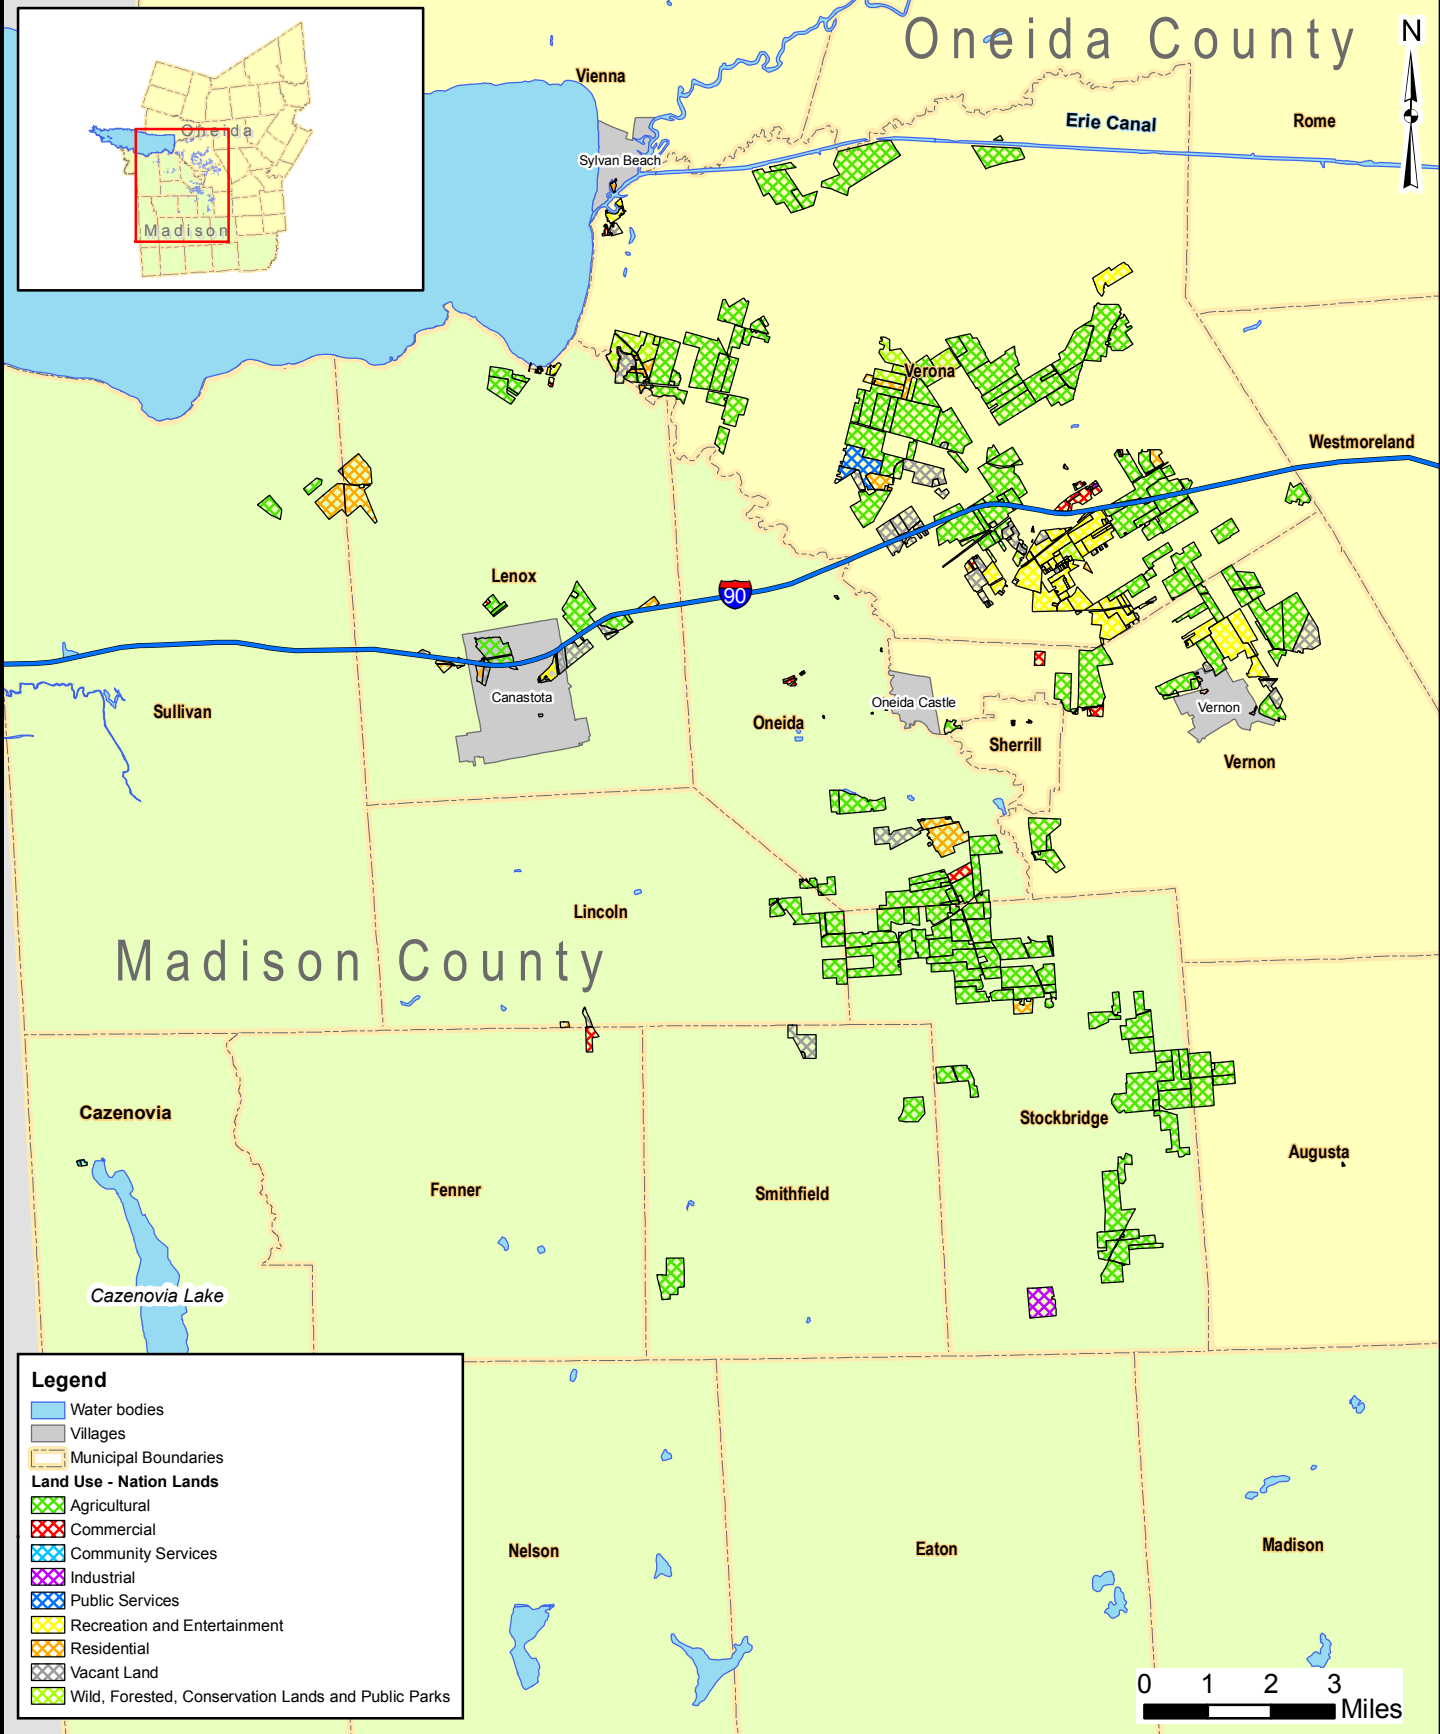 Oneida County
N
Vienna
Erie Canal
Rome
Oneida
Sylvan Beach
Madison
Verona
Westmoreland
Lenox
90
Canastota
Oneida Castle
Sullivan
Oneida
Vernon
Sherrill
Vernon
Lincoln
Madison County
Cazenovia
Stockbridge
Augusta
Fenner
Smithfield
Cazenovia Lake
Legend
Water bodies
Villages
Municipal Boundaries
Land Use - Nation Lands
Agricultural
Commercial
Community Services
Industrial
Public Services
Recreation and Entertainment
Residential
Vacant Land
Wild, Forested, Conservation Lands and Public Parks
Nelson
Eaton
Madison
0 1 2 3
Miles